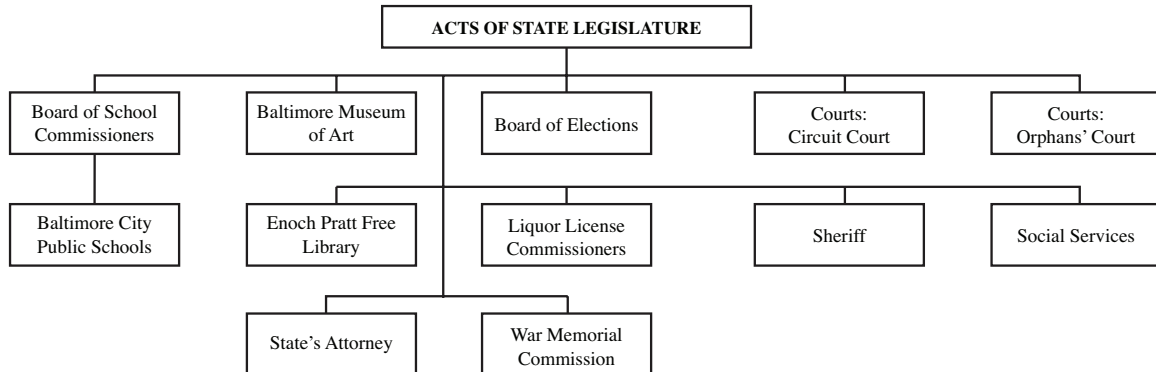 ACTS OF STATE LEGISLATURE
Board of School
Commissioners
Baltimore Museum
of Art
Board of Elections
Courts:
Circuit Court
Courts:
Orphans’ Court
Baltimore City
Public Schools
Enoch Pratt Free
Library
Liquor License
Commissioners
Sheriff
Social Services
State’s Attorney
War Memorial
Commission